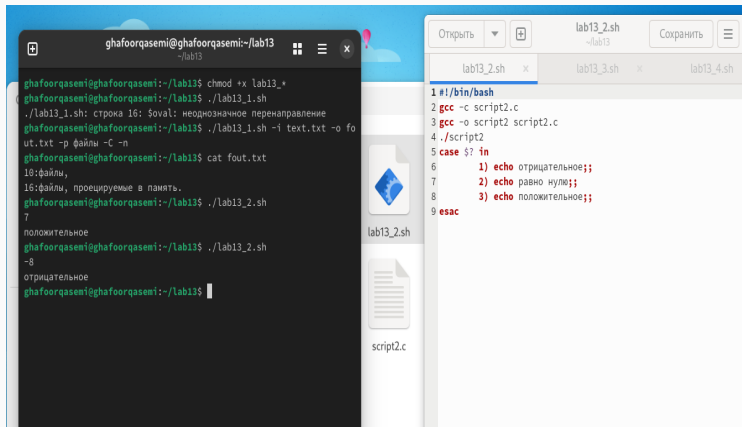 ghafoorqasemi@ghafoorqasemi:~/lab13
~/lab13
ghafoorqasemi@ghafoorqasemi:~/lab13$ chmod +x lab13_*
ghafoorqasemi@ghafoorqasemi:~/lab13$ ./lab13_1.sh
./lab13_1.sh: строка 16: $oval: неоднозначное перенаправление
ghafoorqasemi@ghafoorqasemi:~/lab13$ ./lab13_1.sh -i text.txt -o fo
ut.txt -p файлы -C -n
ghafoorqasemi@ghafoorqasemi:~/lab13$ cat fout.txt
10:файлы,
16:файлы, проецируемые в память.
ghafoorqasemi@ghafoorqasemi:~/lab13$ ./lab13_2.sh
7
положительное
ghafoorqasemi@ghafoorqasemi:~/lab13$ ./lab13_2.sh
-8
отрицательное
ghafoorqasemi@ghafoorqasemi:~/lab13$
lab13_2.sh
script2.c
Открыть
lab13_2.sh
~/lab13
Сохранить
lab13_2.sh × lab13_3.sh × lab13_4.sh
1 #!/bin/bash
2 gcc -c script2.c
3 gcc -o script2 script2.c
4 ./script2
5 case $? in
6 1) echo отрицательное;;
7 2) echo равно нулю;;
8 3) echo положительное;;
9 esac